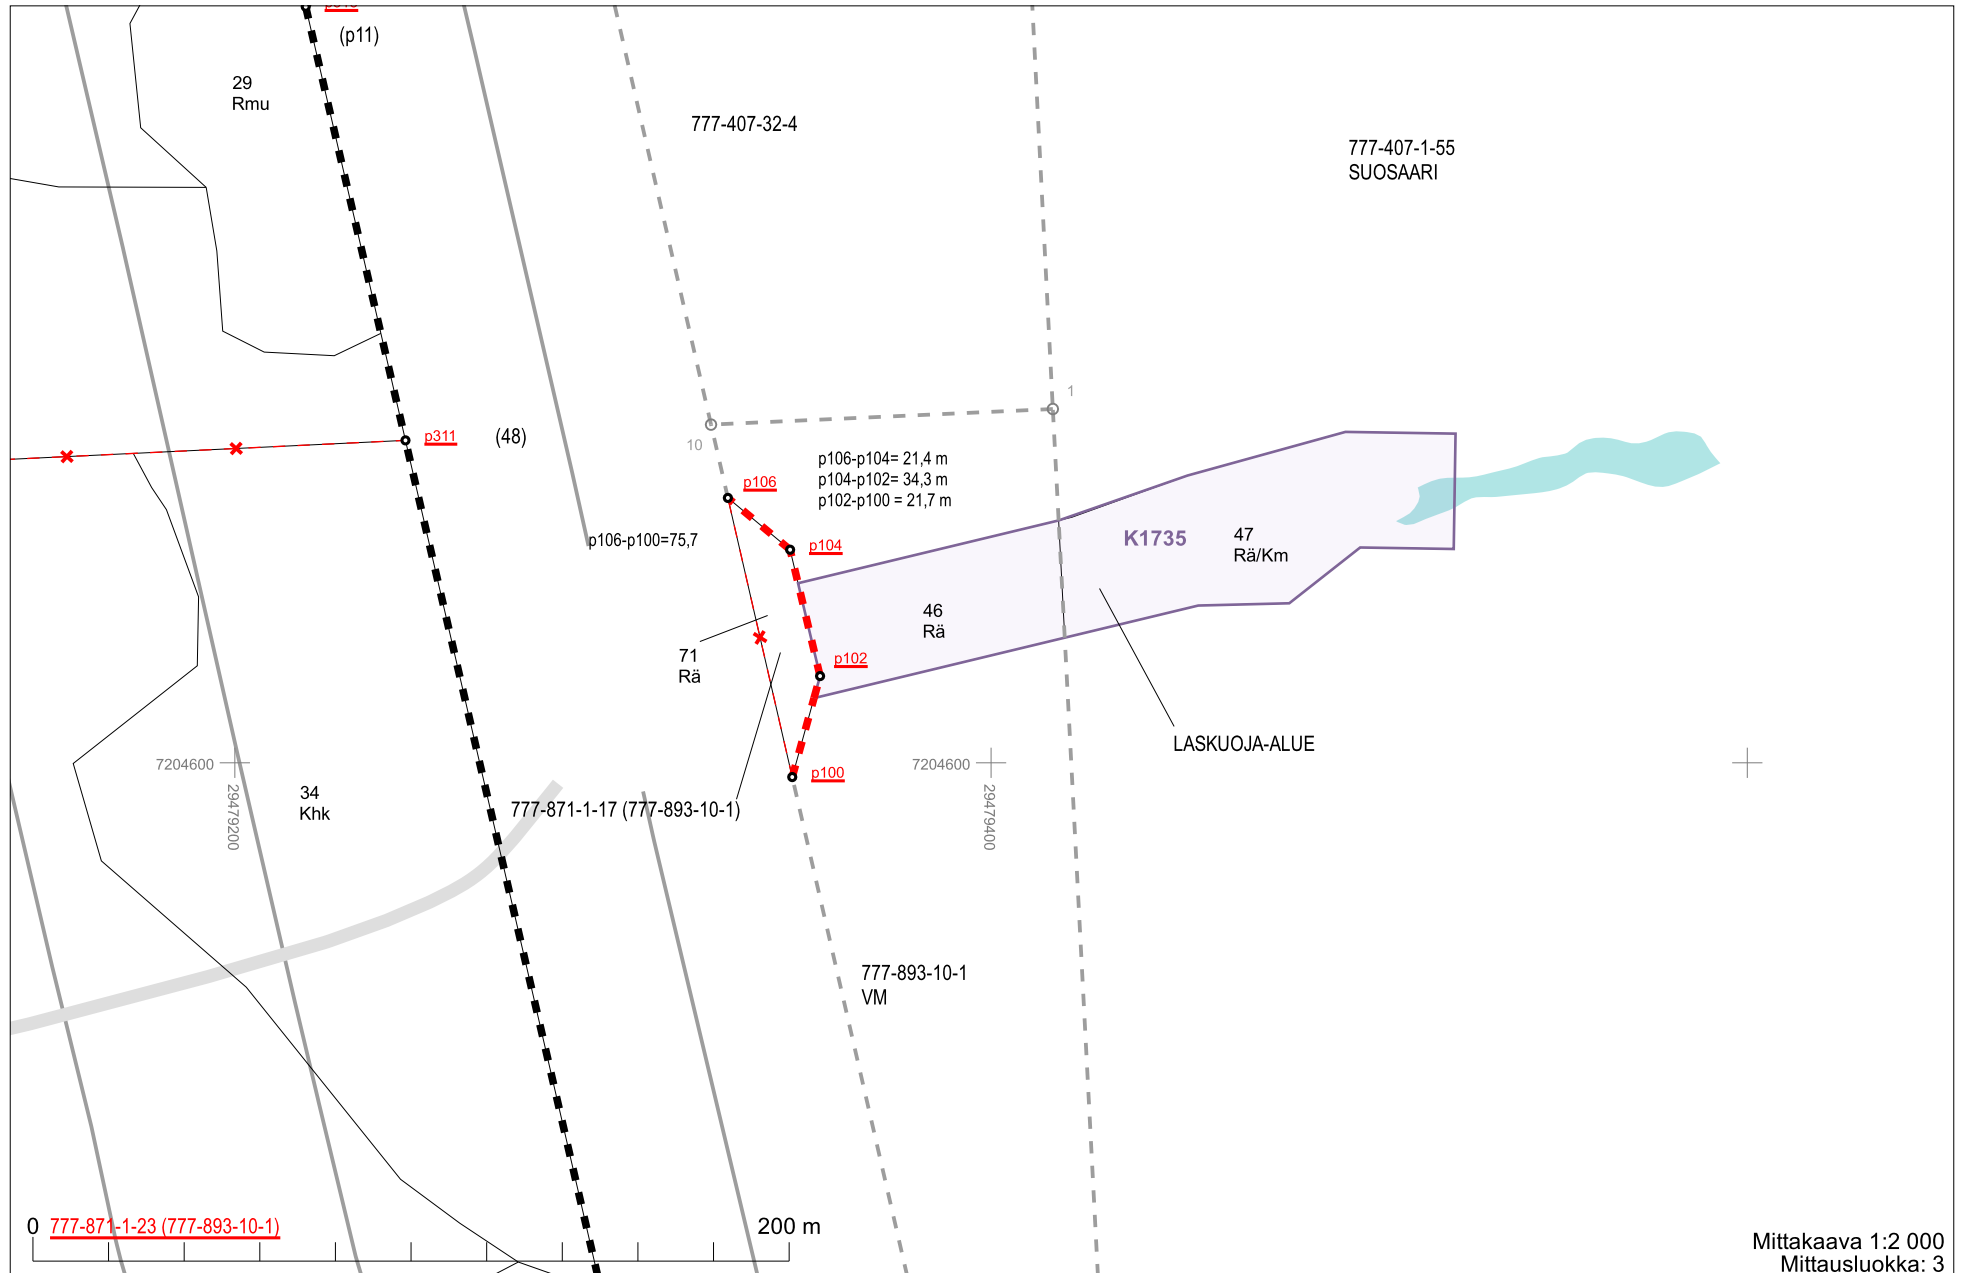 (p11)
29
Rmu
777-407-32-4
777-407-1-55
SUOSAARI
1
p311
(48)
10
p106-p104= 21,4 m
p104-p102= 34,3 m
p102-p100 = 21,7 m
p106
p106-p100=75,7
p104
K1735
47
Rä/Km
46
Rä
71
Rä
p102
LASKUOJA-ALUE
7204600
29479200
7204600
29479400
p100
34
Khk
777-871-1-17 (777-893-10-1)
777-893-10-1
VM
0
777-871-1-23 (777-893-10-1)
200 m
Mittakaava 1:2 000
Mittausluokka: 3